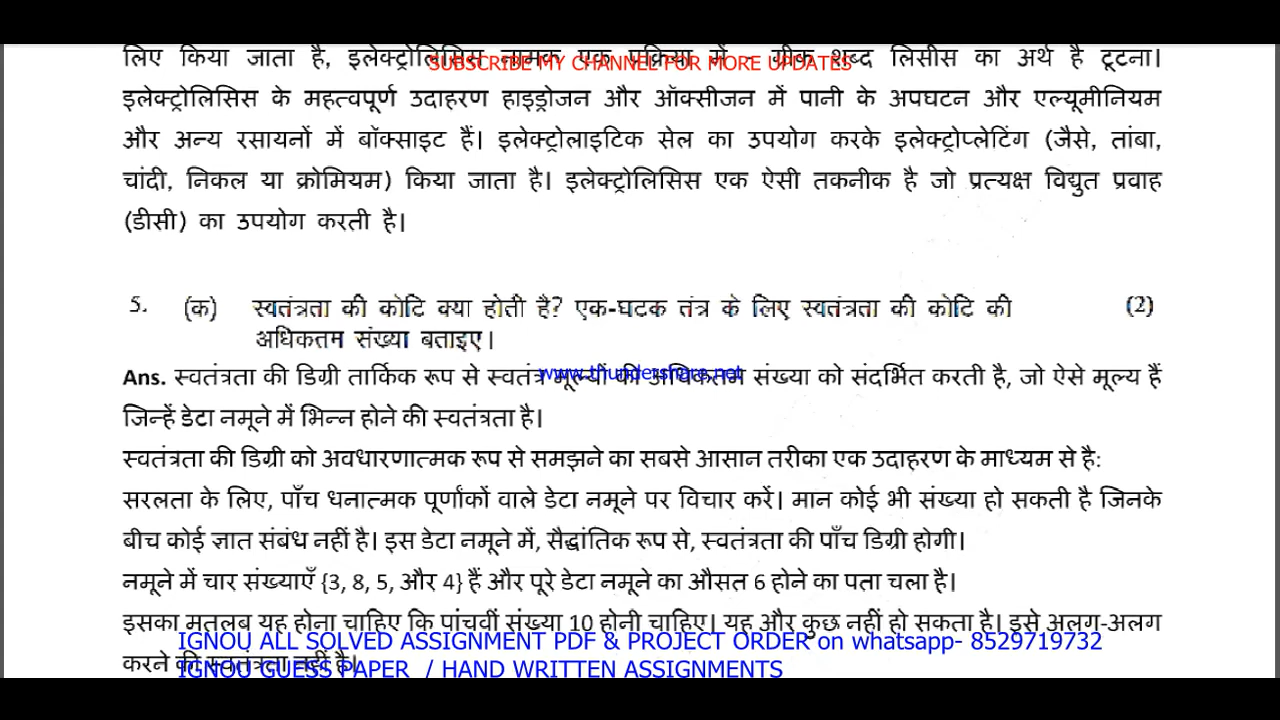 लिए किया जाता है, इलेक्ट्रोलिसिस नामक एक प्रक्रिया में - ग्रीक शब्द लिसीस का अर्थ है टूटना।
SUBSCRIBE MY CHANNEL FOR MORE UPDATES
इलेक्ट्रोलिसिस के महत्वपूर्ण उदाहरण हाइड्रोजन और ऑक्सीजन में पानी के अपघटन और एल्यूमीनियम
और अन्य रसायनों में बॉक्साइट हैं। इलेक्ट्रोलाइटिक सेल का उपयोग करके इलेक्ट्रोप्लेटिंग (जैसे, तांबा,
चांदी, निकल या क्रोमियम) किया जाता है। इलेक्ट्रोलिसिस एक ऐसी तकनीक है जो प्रत्यक्ष विद्युत प्रवाह
(डीसी) का उपयोग करती है।
5. (क) स्वतंत्रता की कोटि क्या होती है? एक-घटक तंत्र के लिए स्वतंत्रता की कोटि की (2)
अधिकतम संख्या बताइए।
Ans. स्वतंत्रता की डिग्री तार्किक रूप से स्वतंत्र मूल्यों की अधिकतम संख्या को संदर्भित करती है, जो ऐसे मूल्य हैं
www.thundershare.net
जिन्हें डेटा नमूने में भिन्न होने की स्वतंत्रता है।
स्वतंत्रता की डिग्री को अवधारणात्मक रूप से समझने का सबसे आसान तरीका एक उदाहरण के माध्यम से है:
सरलता के लिए, पाँच धनात्मक पूर्णांकों वाले डेटा नमूने पर विचार करें। मान कोई भी संख्या हो सकती है जिनके
बीच कोई ज्ञात संबंध नहीं है। इस डेटा नमूने में, सैद्धांतिक रूप से, स्वतंत्रता की पाँच डिग्री होगी।
नमूने में चार संख्याएँ {3, 8, 5, और 4} हैं और पूरे डेटा नमूने का औसत 6 होने का पता चला है।
इसका मतलब यह होना चाहिए कि पांचवीं संख्या 10 होनी चाहिए। यह और कुछ नहीं हो सकता है। इसे अलग-अलग
IGNOU ALL SOLVED ASSIGNMENT PDF & PROJECT ORDER on whatsapp- 8529719732
करने की स्वतंत्रता नहीं है।
IGNOU GUESS PAPER / HAND WRITTEN ASSIGNMENTS